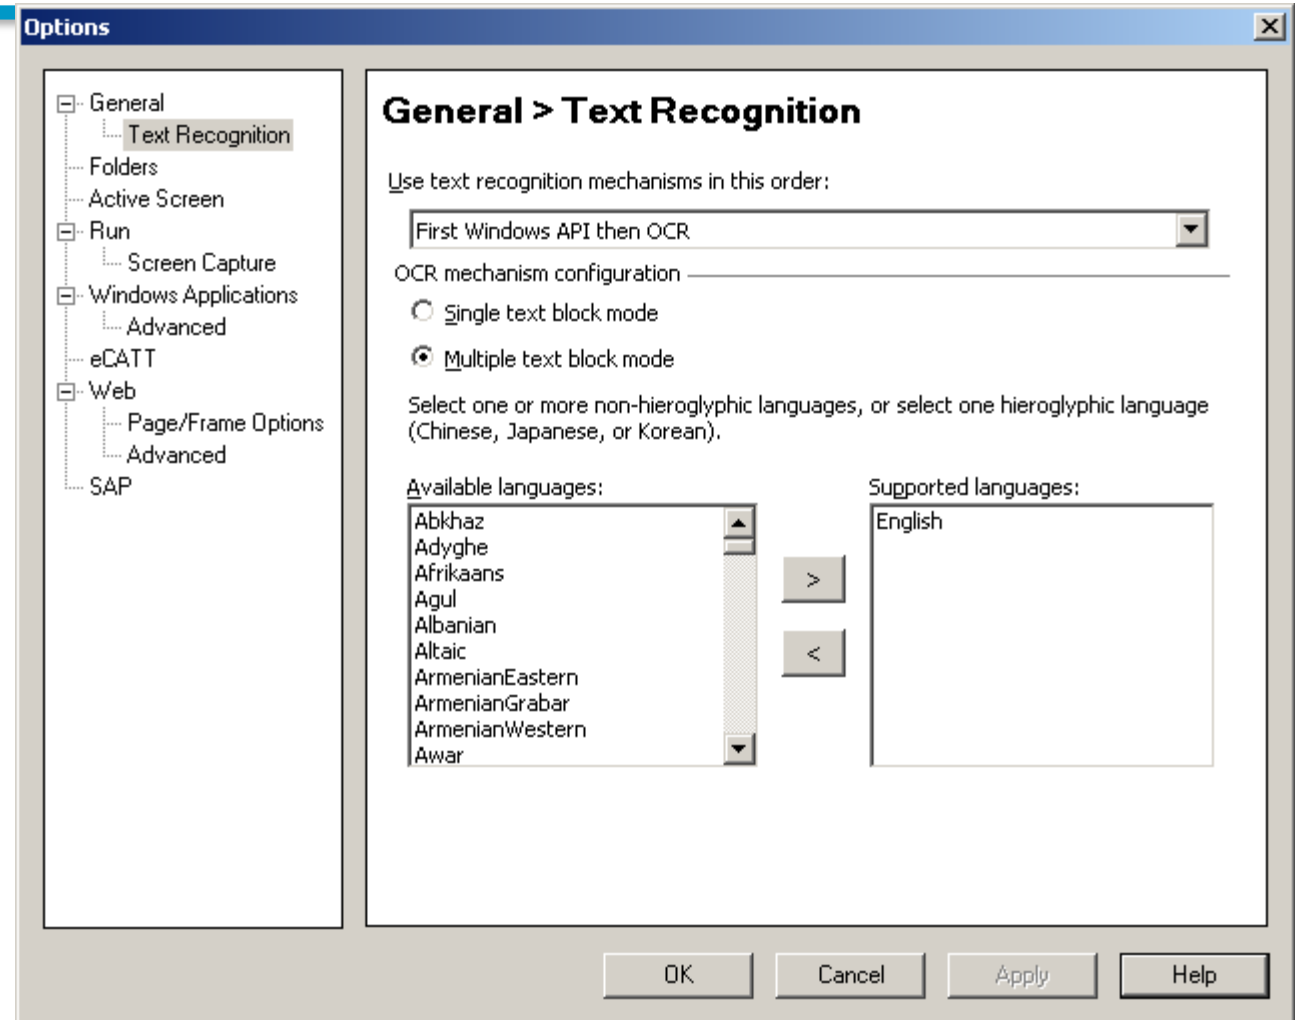 Options
General
Text Recognition
Folders
Active Screen
Run
Screen Capture
Windows Applications
Advanced
eCATT
Web
Page/Frame Options
Advanced
SAP
General > Text Recognition
Use text recognition mechanisms in this order:
First Windows API then OCR
OCR mechanism configuration
Single text block mode
Multiple text block mode
Select one or more non-hieroglyphic languages, or select one hieroglyphic language
(Chinese, Japanese, or Korean).
Available languages:
Abkhaz
Adyghe
Afrikaans
Agul
Albanian
Altaic
ArmenianEastern
ArmenianGrabar
ArmenianWestern
Awar
>
<
Supported languages:
English
OK
Cancel
Apply
Help